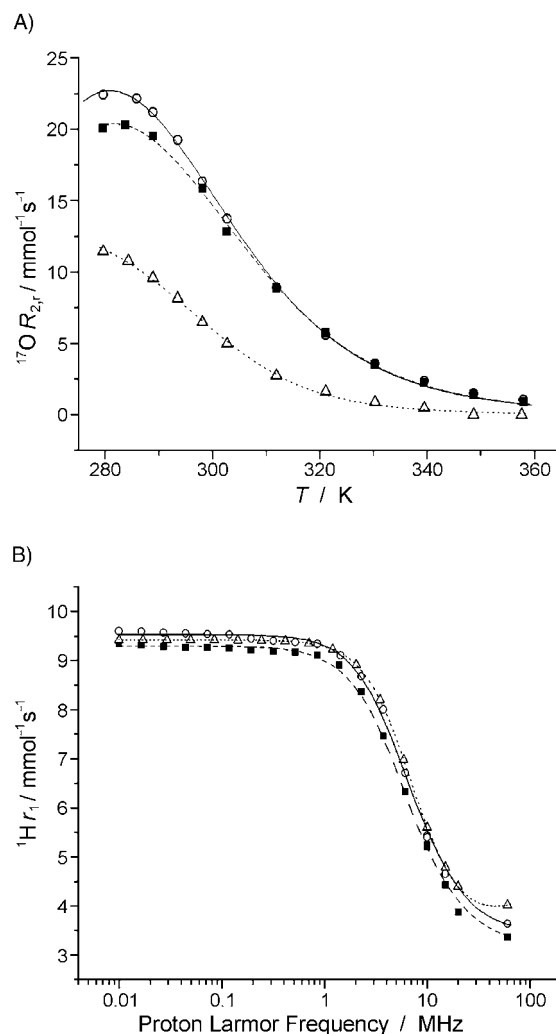 A)
25
20
15
10
5
0
¹⁷O R₂,ᵣ / mmol⁻¹s⁻¹
280 300 320 340 360
T / K
B)
10
9
8
7
6
5
4
3
¹H r₁ / mmol⁻¹s⁻¹
0.01 0.1 1 10 100
Proton Larmor Frequency / MHz